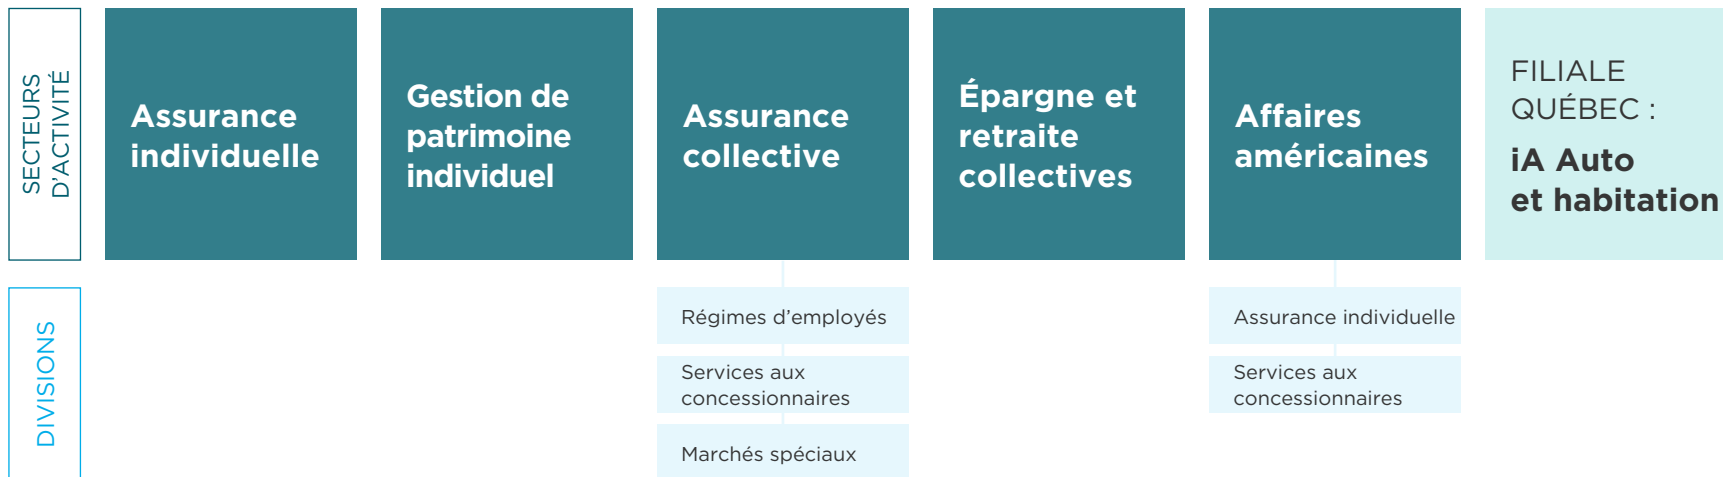 SECTEURS
D'ACTIVITÉ
Assurance
individuelle
Gestion de
patrimoine
individuel
Assurance
collective
Épargne et
retraite
collectives
Affaires
américaines
FILIALE
QUÉBEC :
iA Auto
et habitation
DIVISIONS
Régimes d’employés
Services aux
concessionnaires
Marchés spéciaux
Assurance individuelle
Services aux
concessionnaires